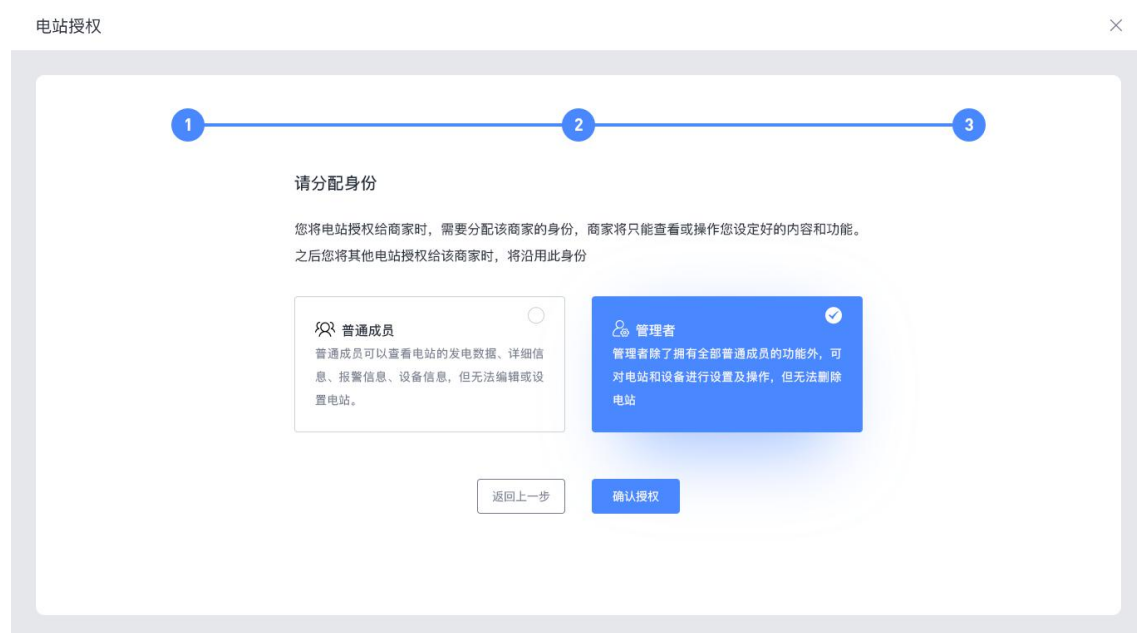 电站授权
1
2
3
请分配身份
您将电站授权给商家时，需要分配该商家的身份，商家将只能查看或操作您设定好的内容和功能。
之后您将其他电站授权给该商家时，将沿用此身份
普通成员
普通成员可以查看电站的发电数据、详细信
息、报警信息、设备信息，但无法编辑或设
置电站。
管理者
管理者除了拥有全部普通成员的功能外，可
对电站和设备进行设置及操作，但无法删除
电站
返回上一步
确认授权